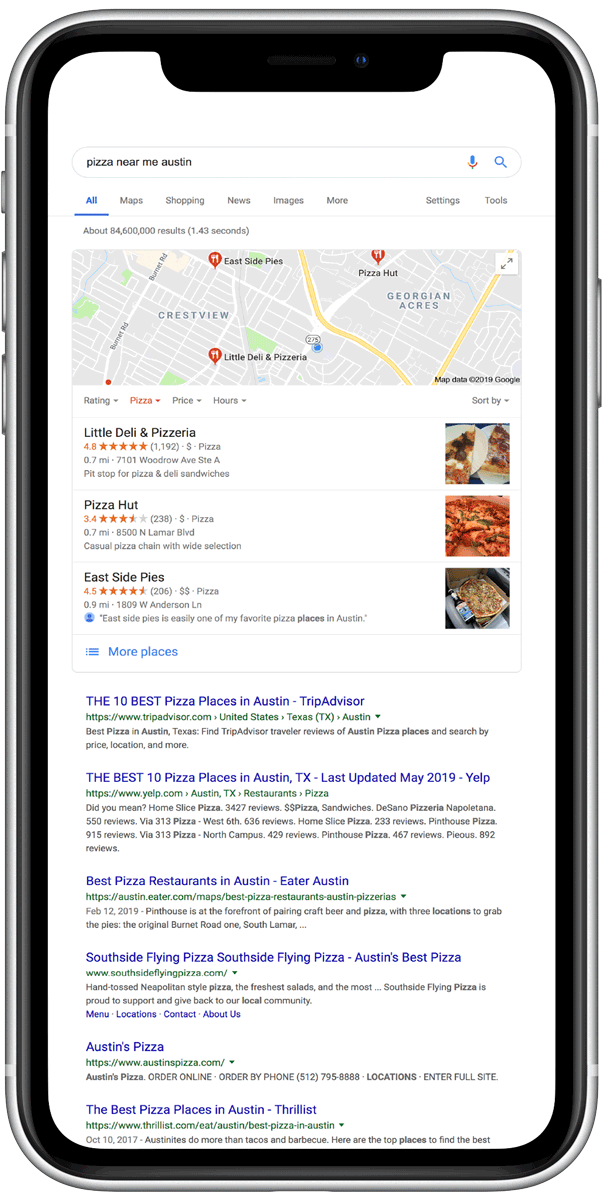 pizza near me austin
All Maps Shopping News Images More Settings Tools
About 84,600,000 results (1.43 seconds)
Burnet Rd
East Side Pies
Pizza Hut
GEORGIAN
ACRES
CRESTVIEW
Burnet Rd
275
Little Deli & Pizzeria
Map data ©2019 Google
Rating Pizza Price Hours Sort by
Little Deli & Pizzeria
4.8 ★★★★★ (1,192) · $ · Pizza
0.7 mi · 7101 Woodrow Ave Ste A
Pit stop for pizza & deli sandwiches
Pizza Hut
3.4 (238) · $ · Pizza
0.7 mi · 8500 N Lamar Blvd
Casual pizza chain with wide selection
East Side Pies
4.5 (206) · $$ · Pizza
0.9 mi · 1809 W Anderson Ln
"East side pies is easily one of my favorite pizza places in Austin."
More places
THE 10 BEST Pizza Places in Austin - TripAdvisor
https://www.tripadvisor.com › United States › Texas (TX) › Austin
Best Pizza in Austin, Texas: Find TripAdvisor traveler reviews of Austin Pizza places and search by
price, location, and more.
THE BEST 10 Pizza Places in Austin, TX - Last Updated May 2019 - Yelp
https://www.yelp.com › Austin, TX › Restaurants › Pizza
Did you mean? Home Slice Pizza. 3427 reviews. $$Pizza, Sandwiches. DeSano Pizzeria Napoletana.
550 reviews. Via 313 Pizza - West 6th. 636 reviews. Home Slice Pizza. 233 reviews. Pinthouse Pizza.
915 reviews. Via 313 Pizza - North Campus. 429 reviews. Pinthouse Pizza. 467 reviews. Pieous. 892
reviews.
Best Pizza Restaurants in Austin - Eater Austin
https://austin.eater.com/maps/best-pizza-restaurants-austin-pizzerias
Feb 12, 2019 - Pinthouse is at the forefront of pairing craft beer and pizza, with three locations to grab
the pies: the original Burnet Road one, South Lamar, ...
Southside Flying Pizza Southside Flying Pizza - Austin's Best Pizza
www.southsideflyingpizza.com/
Hand-tossed Neapolitan style pizza, the freshest salads, and the most ... Southside Flying Pizza is
proud to support and give back to our local community.
Menu · Locations · Contact · About Us
Austin's Pizza
https://www.austinspizza.com/
Austin's Pizza. ORDER ONLINE · ORDER BY PHONE (512) 795-8888 · LOCATIONS · ENTER FULL SITE.
The Best Pizza Places in Austin - Thrillist
https://www.thrillist.com/eat/austin/best-pizza-in-austin
Oct 10, 2017 - Austinites do more than tacos and barbecue. Here are the top places to find the best